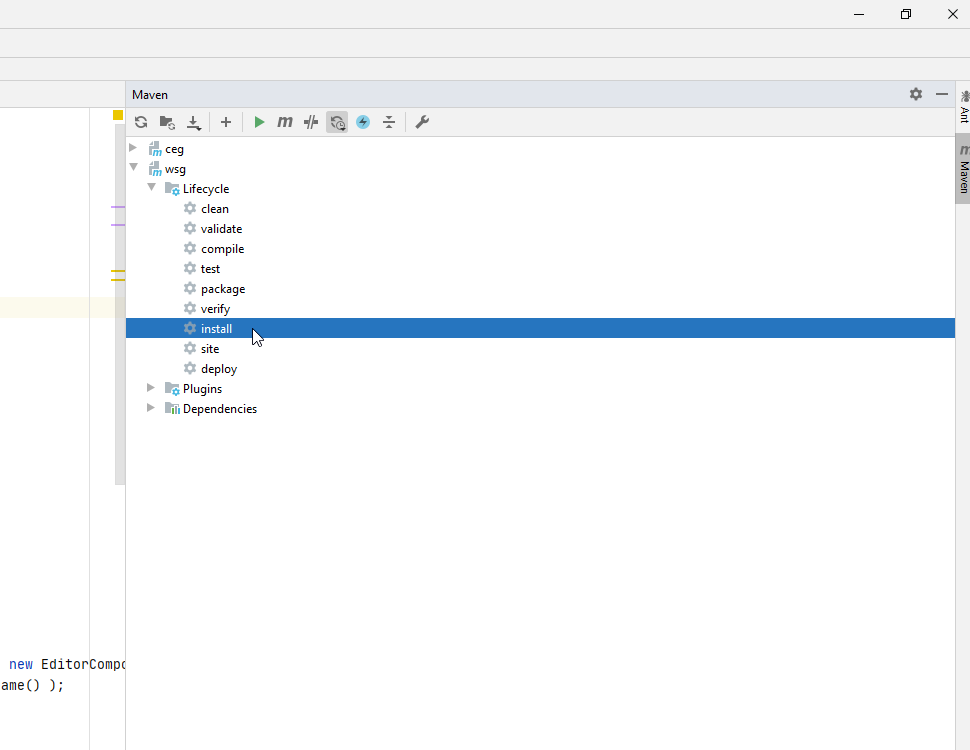 Maven
m
ceg
wsg
Lifecycle
clean
validate
compile
test
package
verify
install
site
deploy
Plugins
Dependencies
Ant
m Maven
new EditorCompo
ame() );